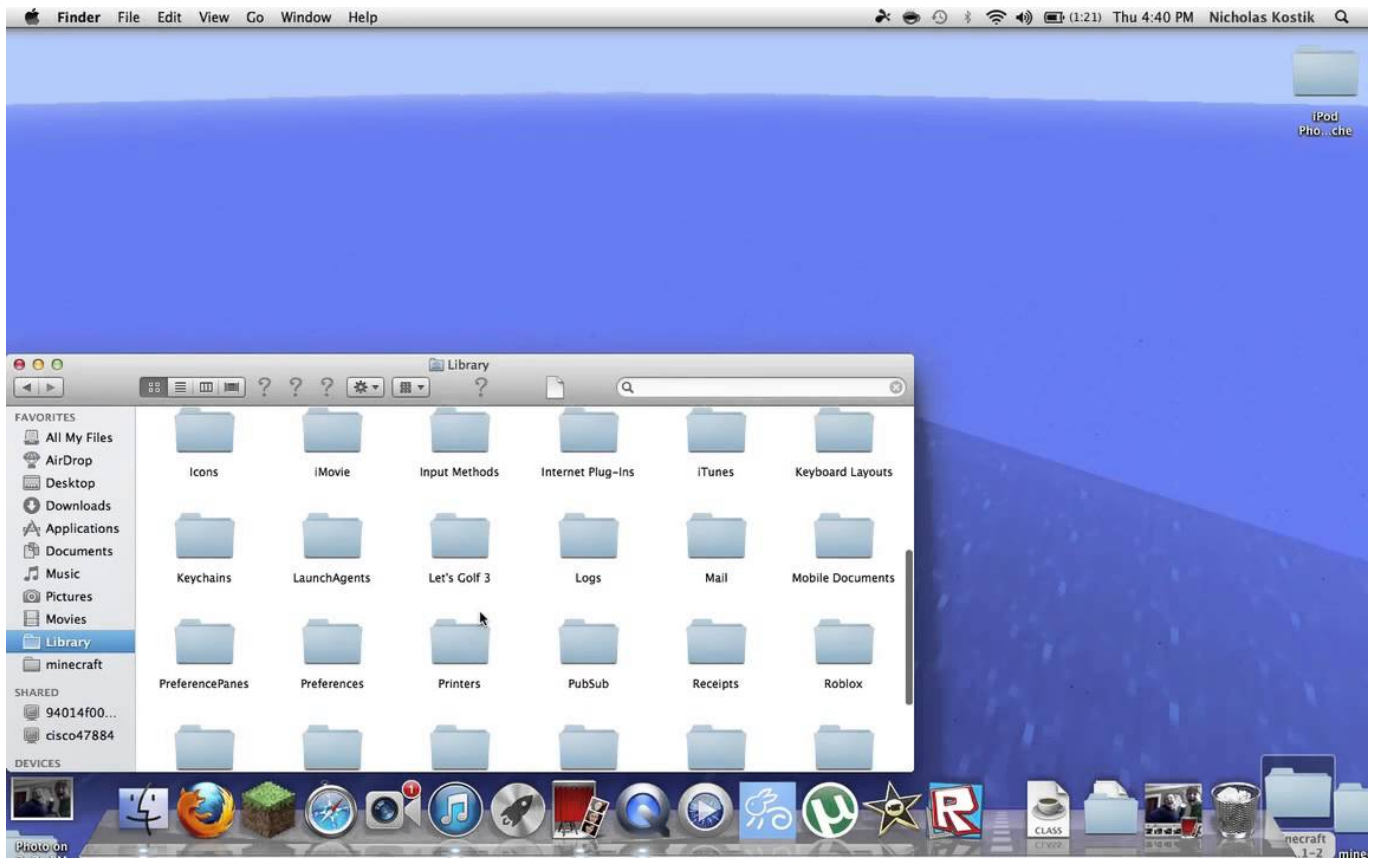 Finder File Edit View Go Window Help (1:21) Thu 4:40 PM Nicholas Kostik
iPod
Pho...che
Library
FAVORITES
All My Files
AirDrop
Desktop
Downloads
Applications
Documents
Music
Pictures
Movies
Library
minecraft
SHARED
94014f00...
cisco47884
DEVICES
Icons iMovie Input Methods Internet Plug-Ins iTunes Keyboard Layouts
Keychains LaunchAgents Let's Golf 3 Logs Mail Mobile Documents
PreferencePanes Preferences Printers PubSub Receipts Roblox
1
CLASS
Photo on
necraft
1-2
mine